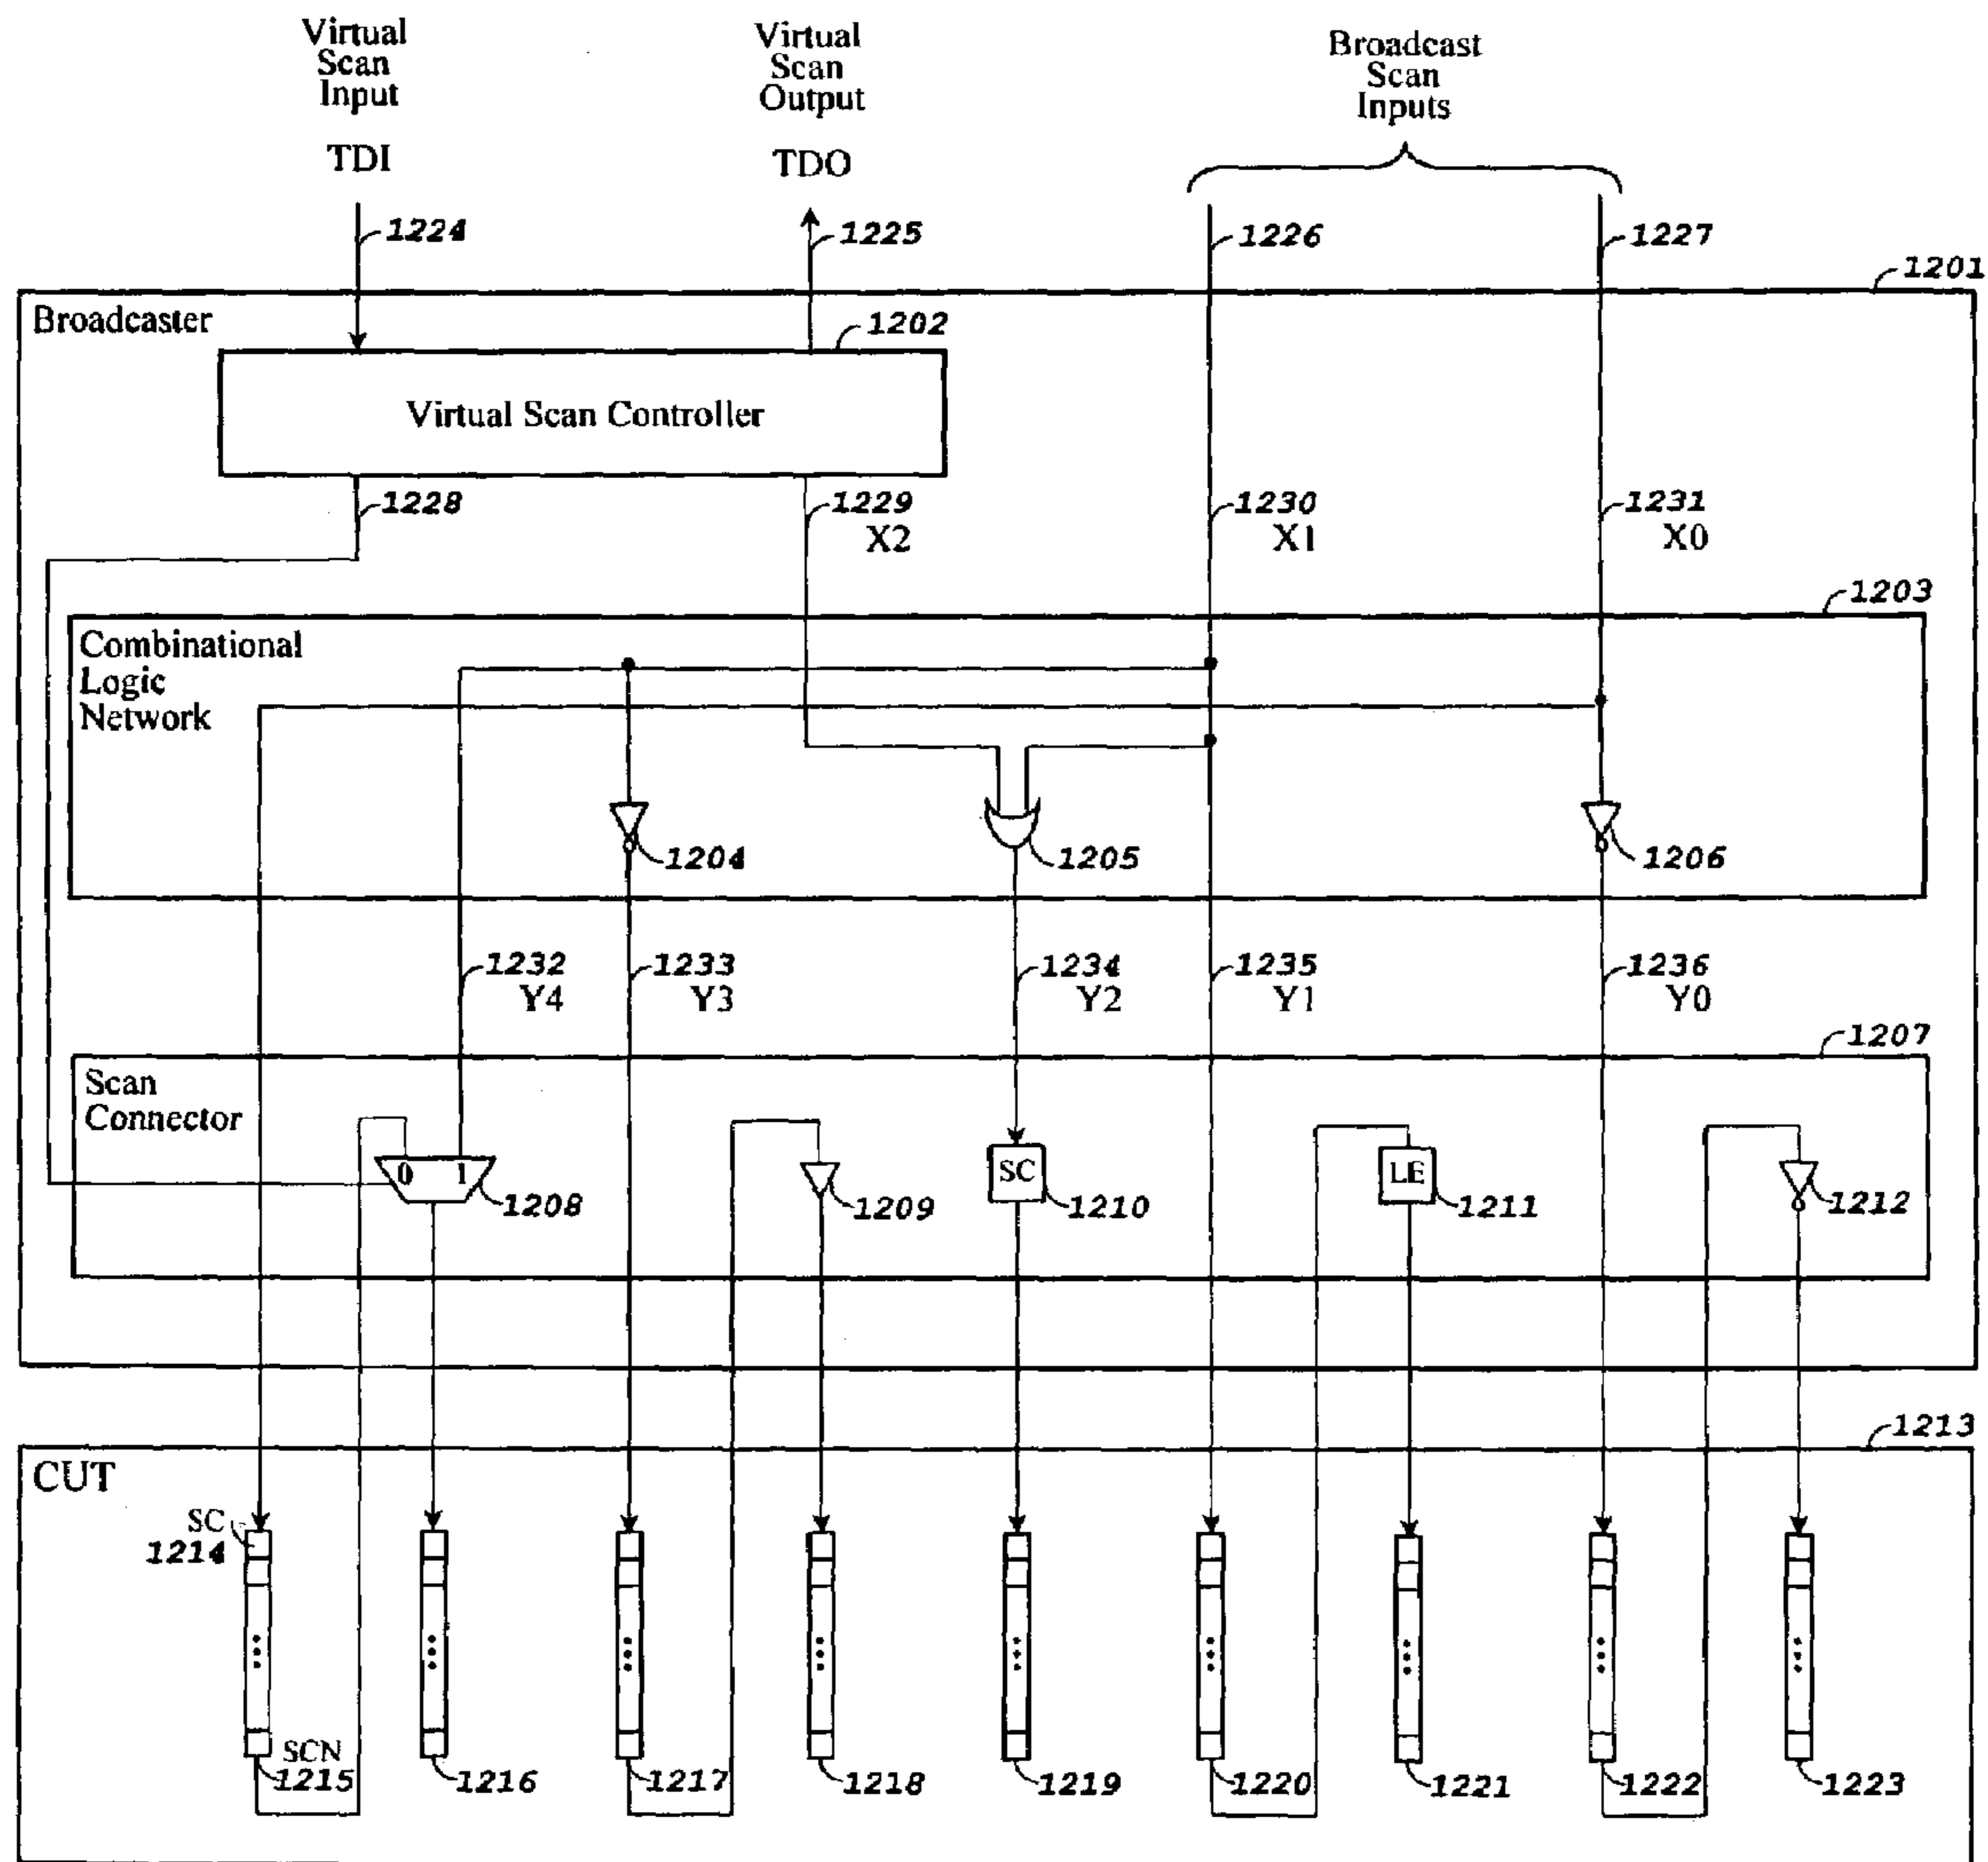 Virtual
Scan
Input
TDI
Virtual
Scan
Output
TDO
Broadcast
Scan
Inputs
1224
1225
1226
1227
1201
Broadcaster
1202
Virtual Scan Controller
1228
1229
X2
1230
X1
1231
X0
1203
Combinational
Logic
Network
1204
1205
1206
1232
Y4
1233
Y3
1234
Y2
1235
Y1
1236
Y0
1207
Scan
Connector
0 1
1208
1209
SC
1210
LE
1211
1212
1213
CUT
SC
1214
SCN
1215
1216
1217
1218
1219
1220
1221
1222
1223